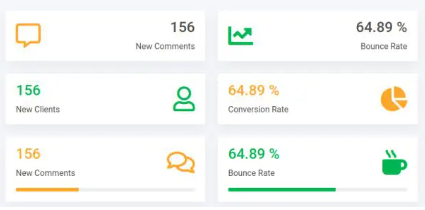 156
New Comments
64.89 %
Bounce Rate
156
New Clients
64.89 %
Conversion Rate
156
New Comments
64.89 %
Bounce Rate